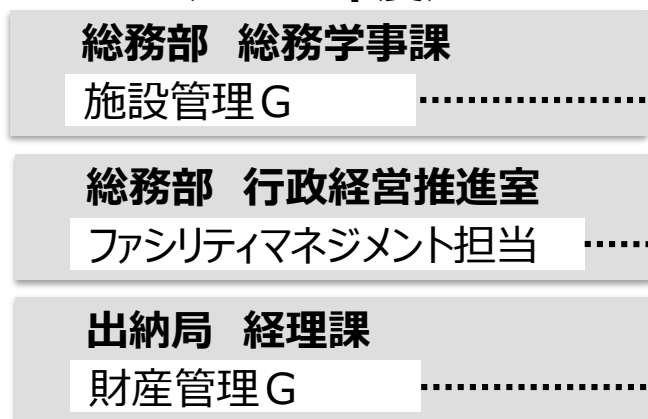 総務部 総務学事課
施設管理G
総務部 行政経営推進室
ファシリティマネジメント担当
出納局 経理課
財産管理G